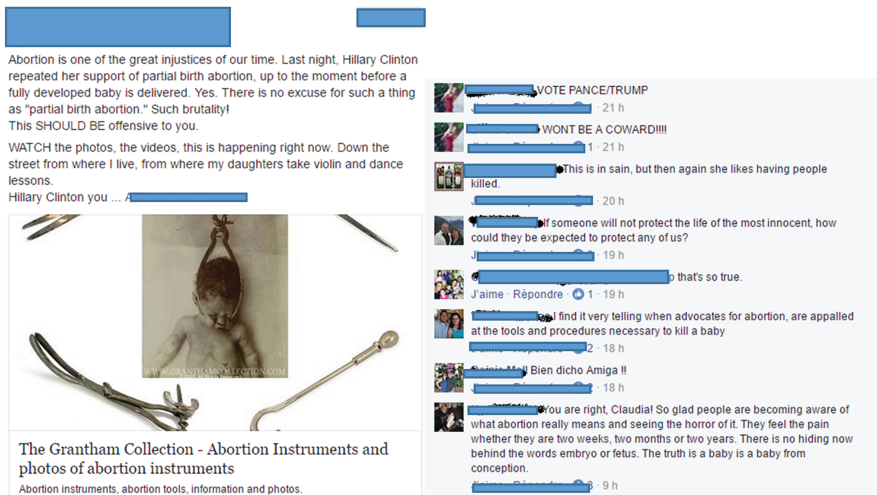 Abortion is one of the great injustices of our time. Last night, Hillary Clinton
repeated her support of partial birth abortion, up to the moment before a
fully developed baby is delivered. Yes. There is no excuse for such a thing
as "partial birth abortion." Such brutality!
This SHOULD BE offensive to you.
WATCH the photos, the videos, this is happening right now. Down the
street from where I live, from where my daughters take violin and dance
lessons.
Hillary Clinton you ...
WWW.GRANTHAMCOLLECTION.COM
The Grantham Collection - Abortion Instruments and
photos of abortion instruments
Abortion instruments, abortion tools, information and photos.
VOTE PANCE/TRUMP
1 · 21 h
WONT BE A COWARD!!!!
1 · 21 h
This is in sain, but then again she likes having people
killed.
· 20 h
If someone will not protect the life of the most innocent, how
could they be expected to protect any of us?
· 19 h
that's so true.
J'aime · Répondre · 1 · 19 h
I find it very telling when advocates for abortion, are appalled
at the tools and procedures necessary to kill a baby
2 · 18 h
Bien dicho Amiga !!
· 18 h
You are right, Claudia! So glad people are becoming aware of
what abortion really means and seeing the horror of it. They feel the pain
whether they are two weeks, two months or two years. There is no hiding now
behind the words embryo or fetus. The truth is a baby is a baby from
conception.
3 · 9 h